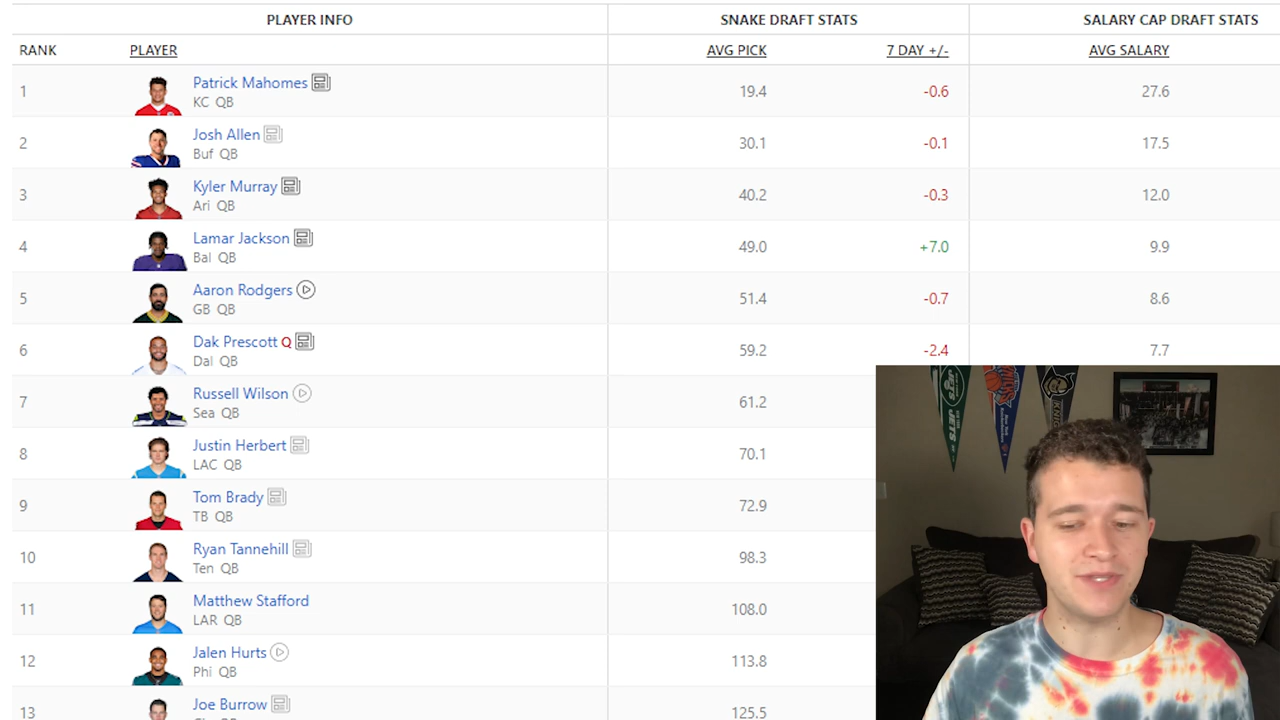 PLAYER INFO SNAKE DRAFT STATS SALARY CAP DRAFT STATS
RANK PLAYER AVG PICK 7 DAY +/- AVG SALARY
1 Patrick Mahomes 19.4 -0.6 27.6
KC QB
2 Josh Allen 30.1 -0.1 17.5
Buf QB
3 Kyler Murray 40.2 -0.3 12.0
Ari QB
4 Lamar Jackson 49.0 +7.0 9.9
Bal QB
5 Aaron Rodgers 51.4 -0.7 8.6
GB QB
6 Dak Prescott Q 59.2 -2.4 7.7
Dal QB
7 Russell Wilson 61.2
Sea QB
8 Justin Herbert 70.1
LAC QB
9 Tom Brady 72.9
TB QB
10 Ryan Tannehill 98.3
Ten QB
11 Matthew Stafford 108.0
LAR QB
12 Jalen Hurts 113.8
Phi QB
13 Joe Burrow 125.5
JETS
JETS
KNICKS